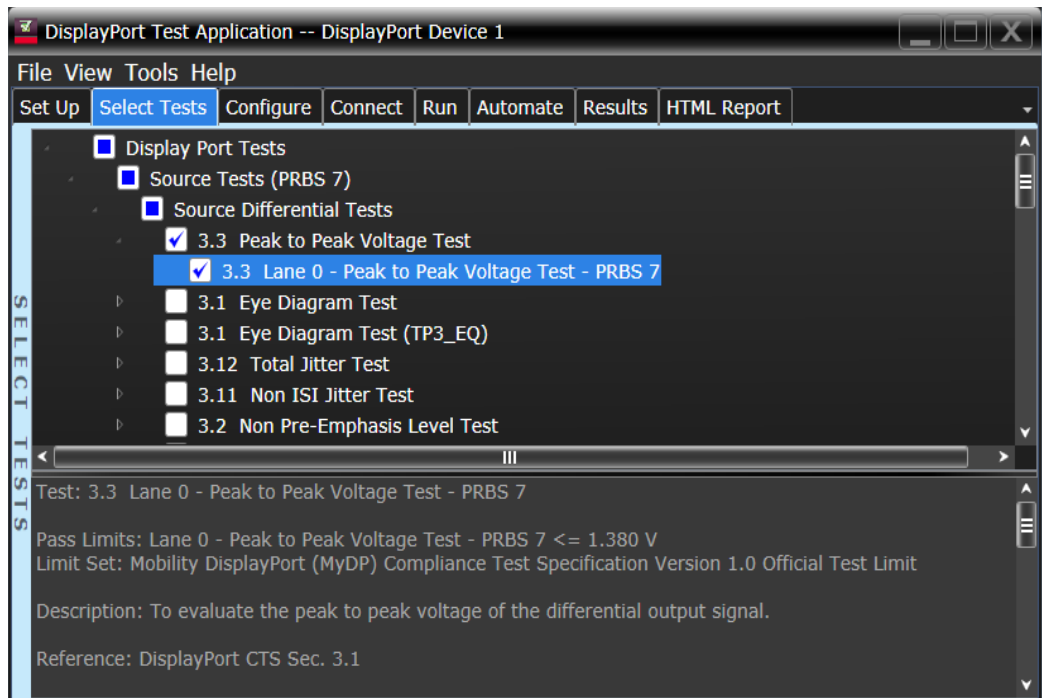 DisplayPort Test Application -- DisplayPort Device 1
File View Tools Help
Set Up Select Tests Configure Connect Run Automate Results HTML Report
SELECT TESTS
Display Port Tests
Source Tests (PRBS 7)
Source Differential Tests
3.3 Peak to Peak Voltage Test
3.3 Lane 0 - Peak to Peak Voltage Test - PRBS 7
3.1 Eye Diagram Test
3.1 Eye Diagram Test (TP3_EQ)
3.12 Total Jitter Test
3.11 Non ISI Jitter Test
3.2 Non Pre-Emphasis Level Test
Test: 3.3 Lane 0 - Peak to Peak Voltage Test - PRBS 7
Pass Limits: Lane 0 - Peak to Peak Voltage Test - PRBS 7 <= 1.380 V
Limit Set: Mobility DisplayPort (MyDP) Compliance Test Specification Version 1.0 Official Test Limit
Description: To evaluate the peak to peak voltage of the differential output signal.
Reference: DisplayPort CTS Sec. 3.1